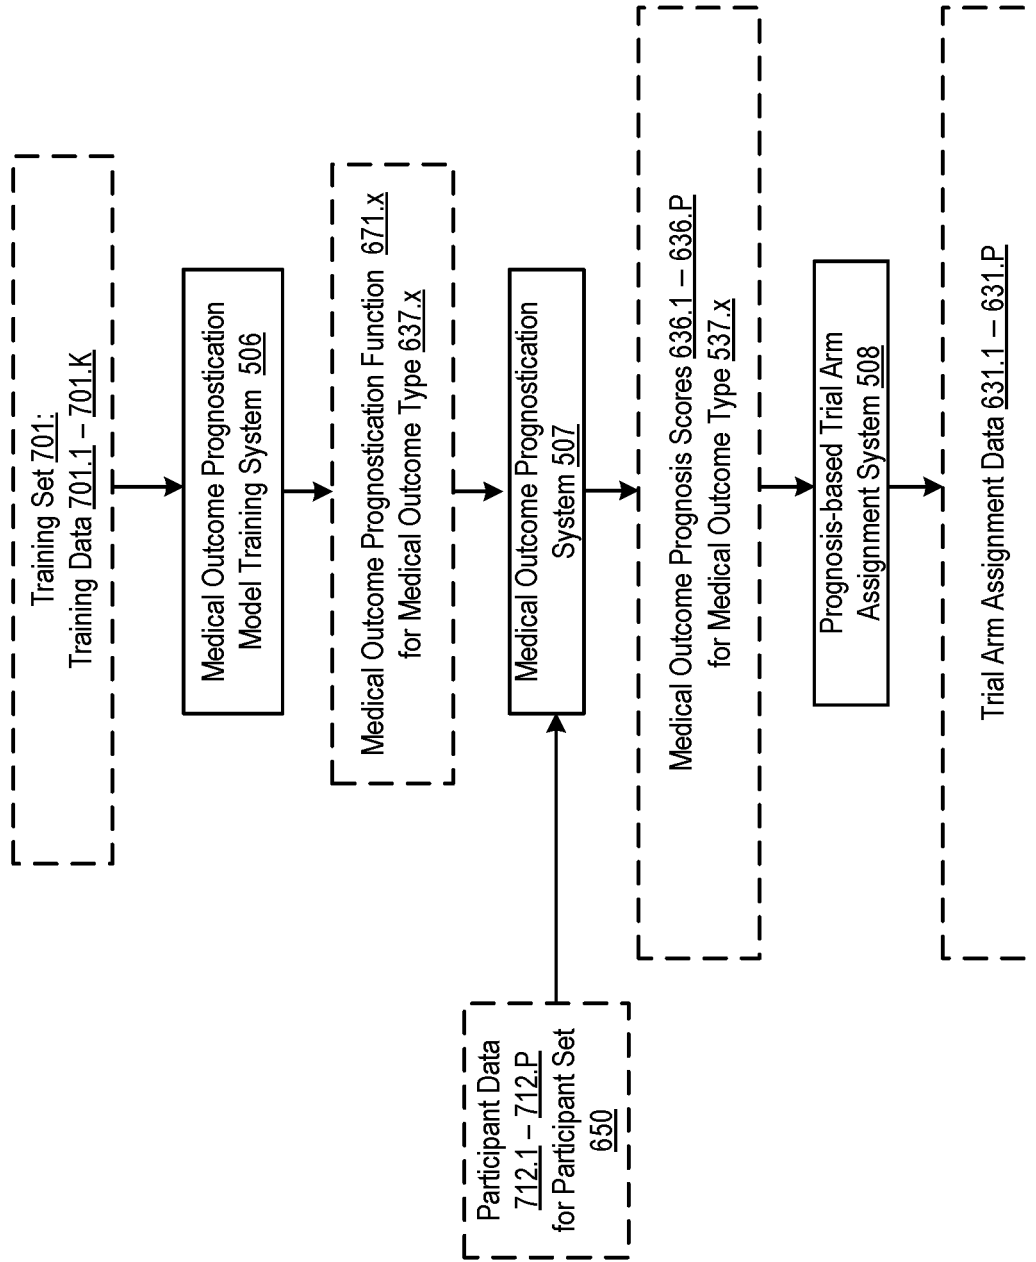 Training Set 701:
Training Data 701.1 – 701.K
Medical Outcome Prognostication
Model Training System 506
Medical Outcome Prognostication Function 671.x
for Medical Outcome Type 637.x
Participant Data
712.1 – 712.P
for Participant Set
650
Medical Outcome Prognostication
System 507
Medical Outcome Prognosis Scores 636.1 – 636.P
for Medical Outcome Type 537.x
Prognosis-based Trial Arm
Assignment System 508
Trial Arm Assignment Data 631.1 – 631.P